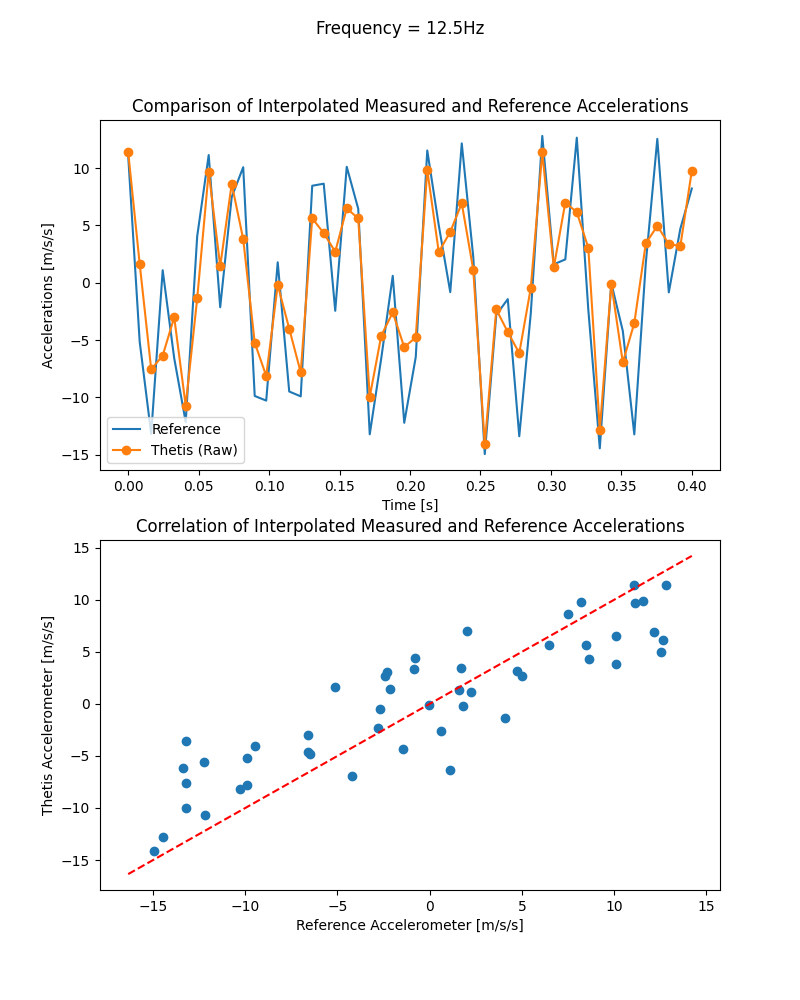 Frequency = 12.5Hz
Comparison of Interpolated Measured and Reference Accelerations
Accelerations [m/s/s]
10
5
0
−5
−10
−15
Reference
Thetis (Raw)
0.00 0.05 0.10 0.15 0.20 0.25 0.30 0.35 0.40
Time [s]
Correlation of Interpolated Measured and Reference Accelerations
Thetis Accelerometer [m/s/s]
15
10
5
0
−5
−10
−15
−15 −10 −5 0 5 10 15
Reference Accelerometer [m/s/s]